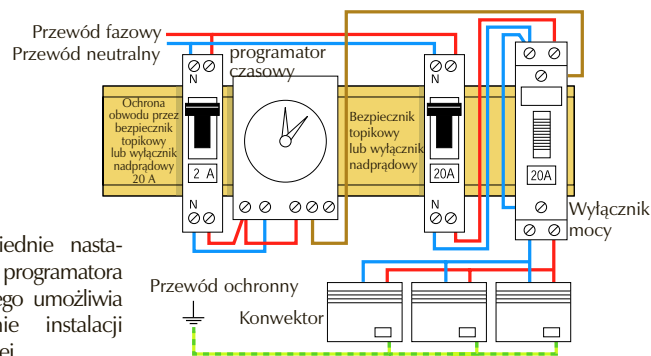 Przewód fazowy
Przewód neutralny
programator
czasowy
N
N
Ochrona
obwodu przez
bezpiecznik
topikowy
lub wyłącznik
nadprądowy
20 A
Bezpiecznik
topikowy
lub wyłącznik
nadprądowy
2 A
20A
20A
N
N
Wyłącznik
mocy
iednie nasta-
programatora
ego umożliwia
nie instalacji
ej
Przewód ochronny
Konwektor